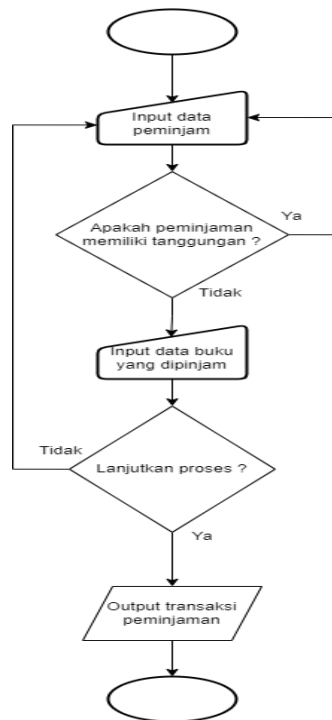 Input data
peminjam
Apakah peminjaman
memiliki tanggungan ?
Ya
Tidak
Input data buku
yang dipinjam
Tidak
Lanjutkan proses ?
Ya
Output transaksi
peminjaman